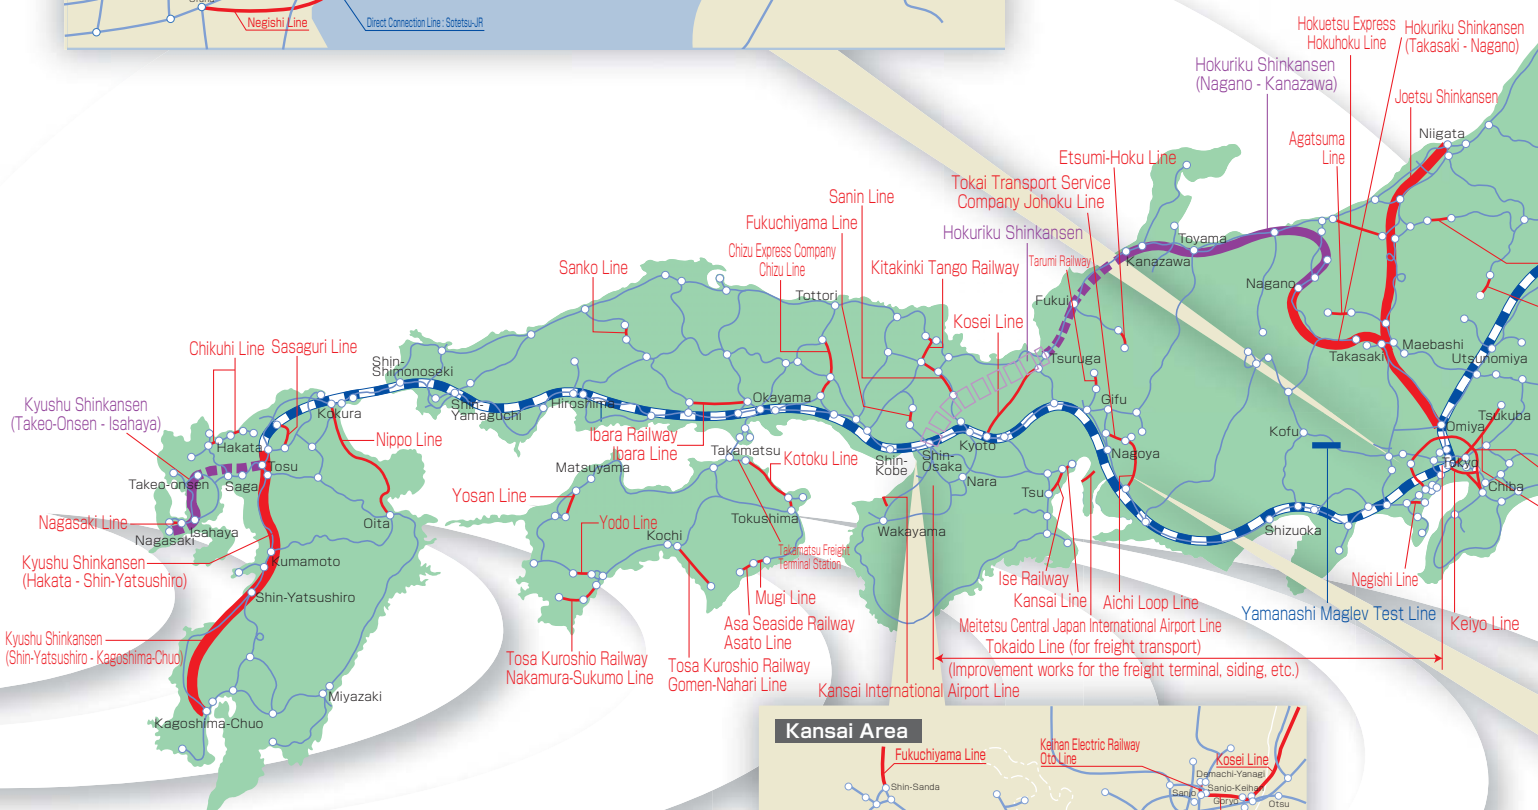 Negishi Line
Direct Connection Line : Sotetsu-JR
Hokuetsu Express
Hokuhoku Line
Hokuriku Shinkansen
(Takasaki - Nagano)
Hokuriku Shinkansen
(Nagano - Kanazawa)
Joetsu Shinkansen
Agatsuma
Line
Niigata
Etsumi-Hoku Line
Tokai Transport Service
Company Johoku Line
Sanin Line
Fukuchiyama Line
Hokuriku Shinkansen
Chizu Express Company
Chizu Line
Kitakinki Tango Railway
Tarumi Railway
Toyama
Kanazawa
Sanko Line
Tottori
Fukui
Nagano
Kosei Line
Chikuhi Line
Sasaguri Line
Shin-
Shimonoseki
Tsuruga
Takasaki
Maebashi
Utsunomiya
Kyushu Shinkansen
(Takeo-Onsen - Isahaya)
Kokura
Shin-
Yamaguchi
Hiroshima
Okayama
Gifu
Tsukuba
Omiya
Kofu
Hakata
Nippo Line
Ibara Railway
Ibara Line
Takamatsu
Kotoku Line
Shin-
Kobe
Shin-
Osaka
Kyoto
Nagoya
Tokyo
Tosu
Takeo-onsen
Saga
Matsuyama
Nara
Chiba
Yosan Line
Tsu
Nagasaki Line
Isahaya
Nagasaki
Oita
Yodo Line
Kochi
Tokushima
Wakayama
Shizuoka
Kyushu Shinkansen
(Hakata - Shin-Yatsushiro)
Kumamoto
Takamatsu Freight
Terminal Station
Ise Railway
Kansai Line
Aichi Loop Line
Negishi Line
Shin-Yatsushiro
Mugi Line
Yamanashi Maglev Test Line
Keiyo Line
Asa Seaside Railway
Asato Line
Meitetsu Central Japan International Airport Line
Kyushu Shinkansen
(Shin-Yatsushiro - Kagoshima-Chuo)
Tosa Kuroshio Railway
Nakamura-Sukumo Line
Tosa Kuroshio Railway
Gomen-Nahari Line
Tokaido Line (for freight transport)
(Improvement works for the freight terminal, siding, etc.)
Kansai International Airport Line
Miyazaki
Kagoshima-Chuo
Kansai Area
Fukuchiyama Line
Keihan Electric Railway
Oto Line
Kosei Line
Demachi-Yanagi
Shin-Sanda
Sanjo
Sanjo-Keihan
Goryo
Otsu